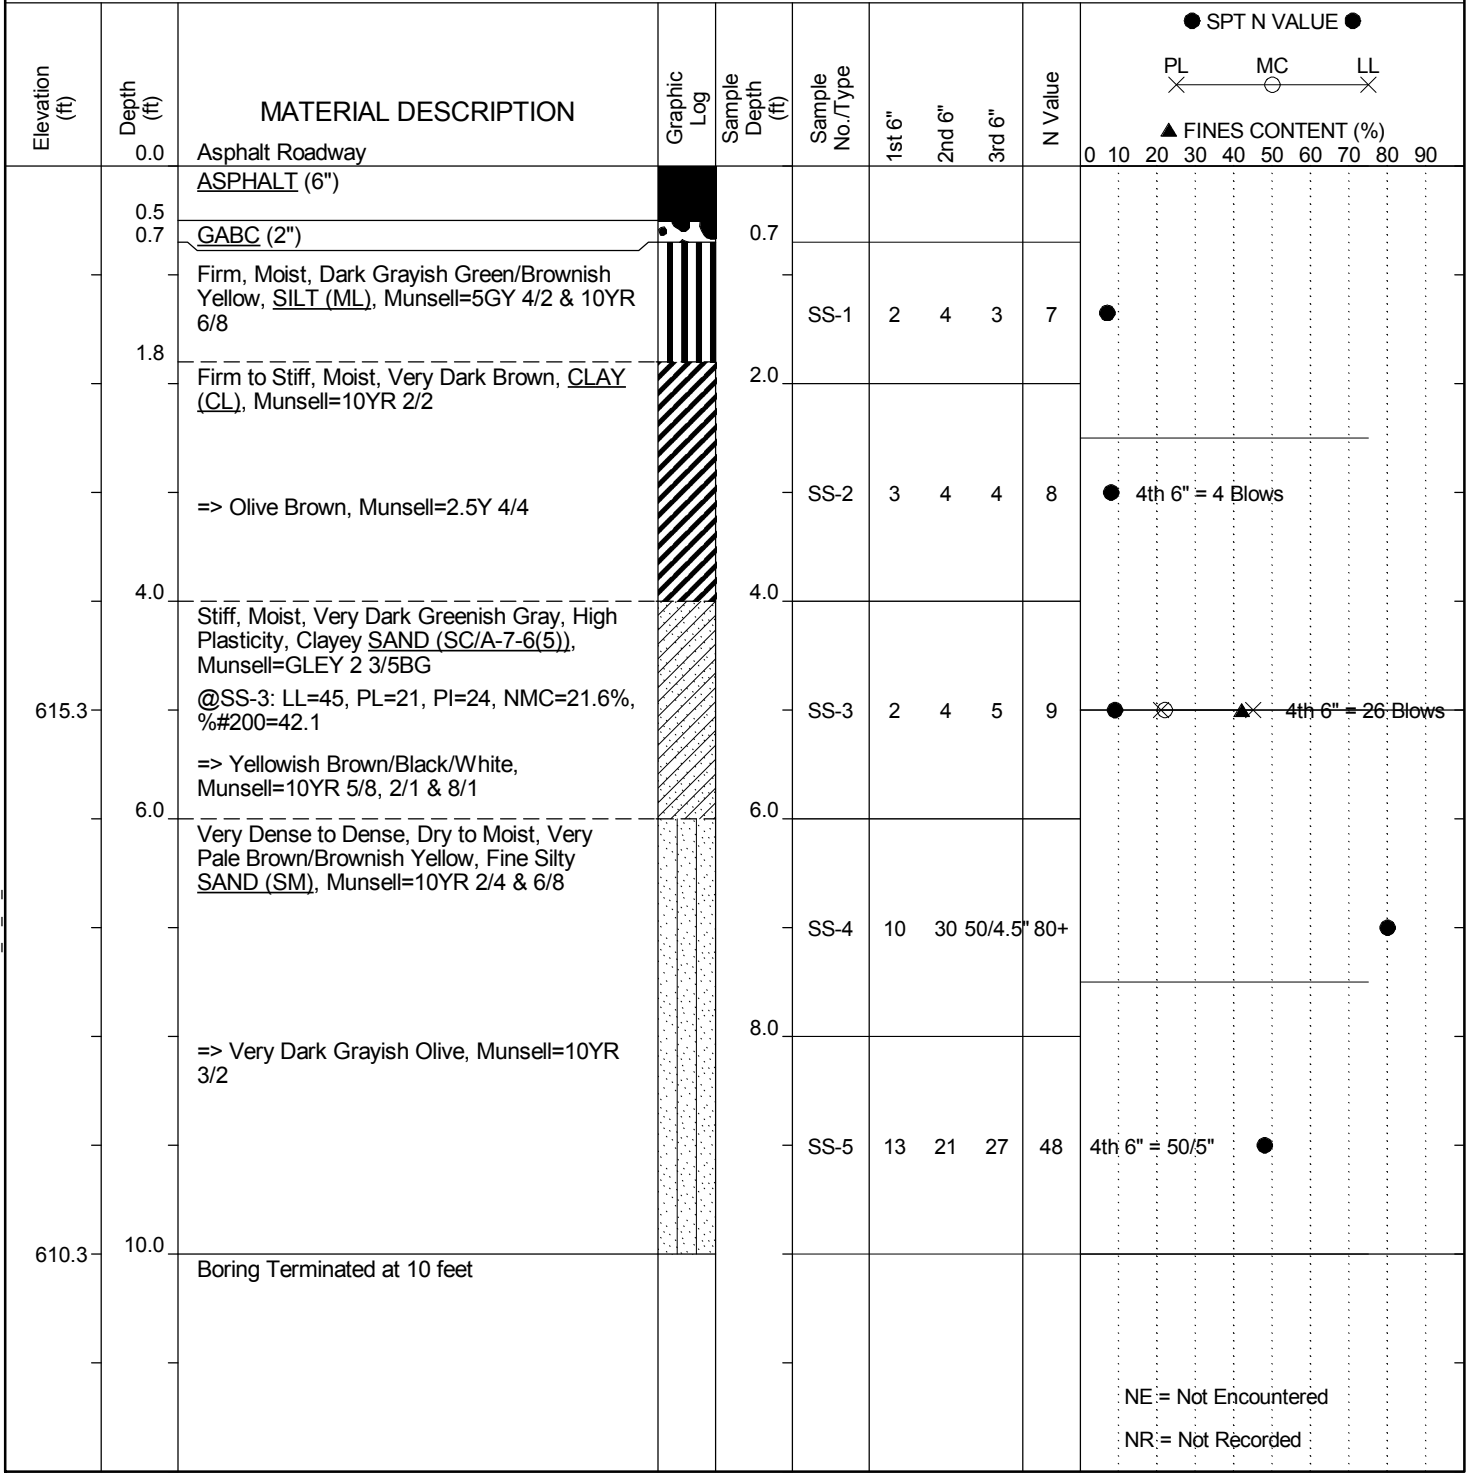 ● SPT N VALUE ●
PL MC LL
▲ FINES CONTENT (%)
0 10 20 30 40 50 60 70 80 90
Elevation (ft)
Depth (ft)
MATERIAL DESCRIPTION
Graphic Log
Sample Depth (ft)
Sample No./Type
1st 6"
2nd 6"
3rd 6"
N Value
0.0 Asphalt Roadway
ASPHALT (6")
0.5
0.7 GABC (2") 0.7
Firm, Moist, Dark Grayish Green/Brownish
Yellow, SILT (ML), Munsell=5GY 4/2 & 10YR
6/8
SS-1 2 4 3 7
1.8
Firm to Stiff, Moist, Very Dark Brown, CLAY 2.0
(CL), Munsell=10YR 2/2
SS-2 3 4 4 8 4th 6" = 4 Blows
=> Olive Brown, Munsell=2.5Y 4/4
4.0 4.0
Stiff, Moist, Very Dark Greenish Gray, High
Plasticity, Clayey SAND (SC/A-7-6(5)),
Munsell=GLEY 2 3/5BG
@SS-3: LL=45, PL=21, PI=24, NMC=21.6%,
615.3 %#200=42.1 SS-3 2 4 5 9 4th 6" = 26 Blows
=> Yellowish Brown/Black/White,
Munsell=10YR 5/8, 2/1 & 8/1
6.0 6.0
Very Dense to Dense, Dry to Moist, Very
Pale Brown/Brownish Yellow, Fine Silty
SAND (SM), Munsell=10YR 2/4 & 6/8
SS-4 10 30 50/4.5" 80+
8.0
=> Very Dark Grayish Olive, Munsell=10YR
3/2
SS-5 13 21 27 48 4th 6" = 50/5"
610.3 10.0
Boring Terminated at 10 feet
NE = Not Encountered
NR = Not Recorded